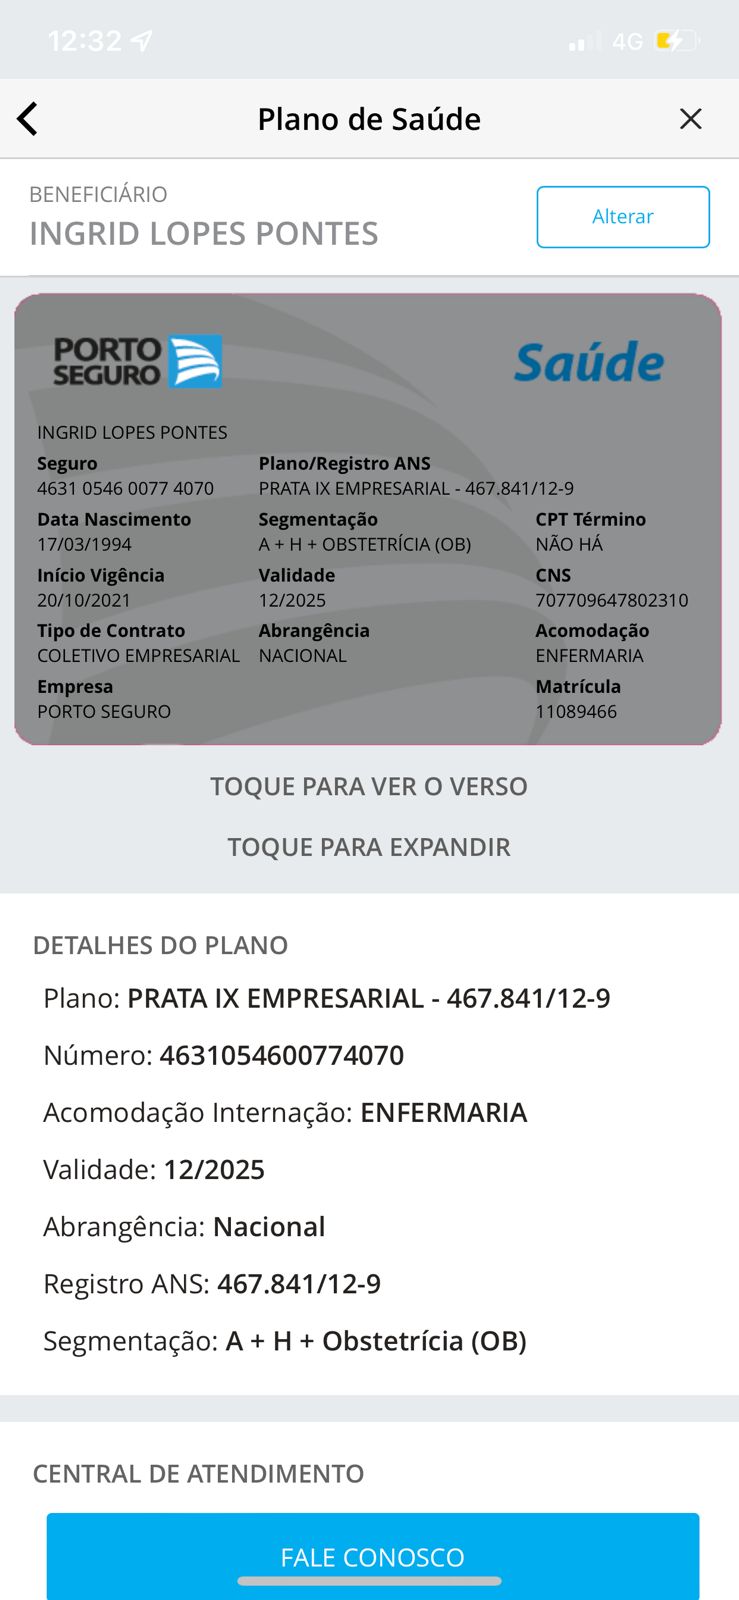 12:32 4G
Plano de Saúde
BENEFICIÁRIO
INGRID LOPES PONTES
Alterar
PORTO
SEGURO
Saúde
INGRID LOPES PONTES
Seguro Plano/Registro ANS
4631 0546 0077 4070 PRATA IX EMPRESARIAL - 467.841/12-9
Data Nascimento Segmentação CPT Término
17/03/1994 A + H + OBSTETRÍCIA (OB) NÃO HÁ
Início Vigência Validade CNS
20/10/2021 12/2025 707709647802310
Tipo de Contrato Abrangência Acomodação
COLETIVO EMPRESARIAL NACIONAL ENFERMARIA
Empresa Matrícula
PORTO SEGURO 11089466
TOQUE PARA VER O VERSO
TOQUE PARA EXPANDIR
DETALHES DO PLANO
Plano: PRATA IX EMPRESARIAL - 467.841/12-9
Número: 4631054600774070
Acomodação Internação: ENFERMARIA
Validade: 12/2025
Abrangência: Nacional
Registro ANS: 467.841/12-9
Segmentação: A + H + Obstetrícia (OB)
CENTRAL DE ATENDIMENTO
FALE CONOSCO